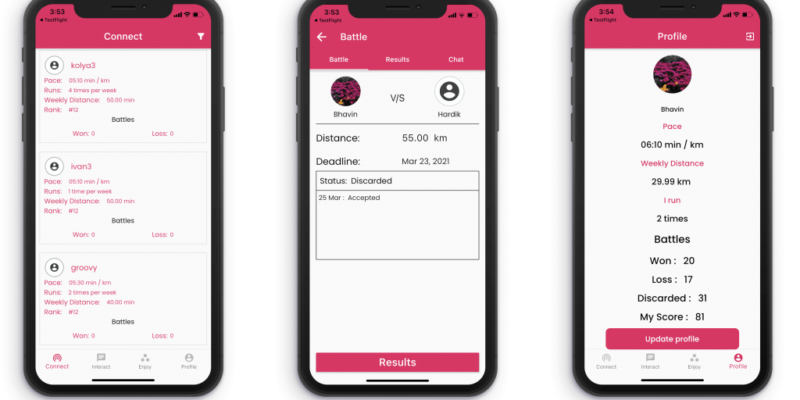 3:53
TestFlight
Connect
kolya3
Pace: 05:10 min / km
Runs: 4 times per week
Weekly Distance: 50.00 min
Rank: #12
Battles
Won: 0 Loss: 0
ivan3
Pace: 05:10 min / km
Runs: 1 time per week
Weekly Distance: 50.00 min
Rank: #12
Battles
Won: 0 Loss: 0
groovy
Pace: 05:30 min / km
Runs: 2 times per week
Weekly Distance: 40.00 min
Rank: #12
Battles
Won: 0 Loss: 0
Connect Interact Enjoy Profile
3:53
TestFlight
Battle
Battle Results Chat
V/S
Bhavin Hardik
Distance: 55.00 km
Deadline: Mar 23, 2021
Status: Discarded
25 Mar : Accepted
Results
3:54
TestFlight
Profile
Bhavin
Pace
06:10 min / km
Weekly Distance
29.99 km
I run
2 times
Battles
Won : 20
Loss : 17
Discarded : 31
My Score : 81
Update profile
Connect Interact Enjoy Profile